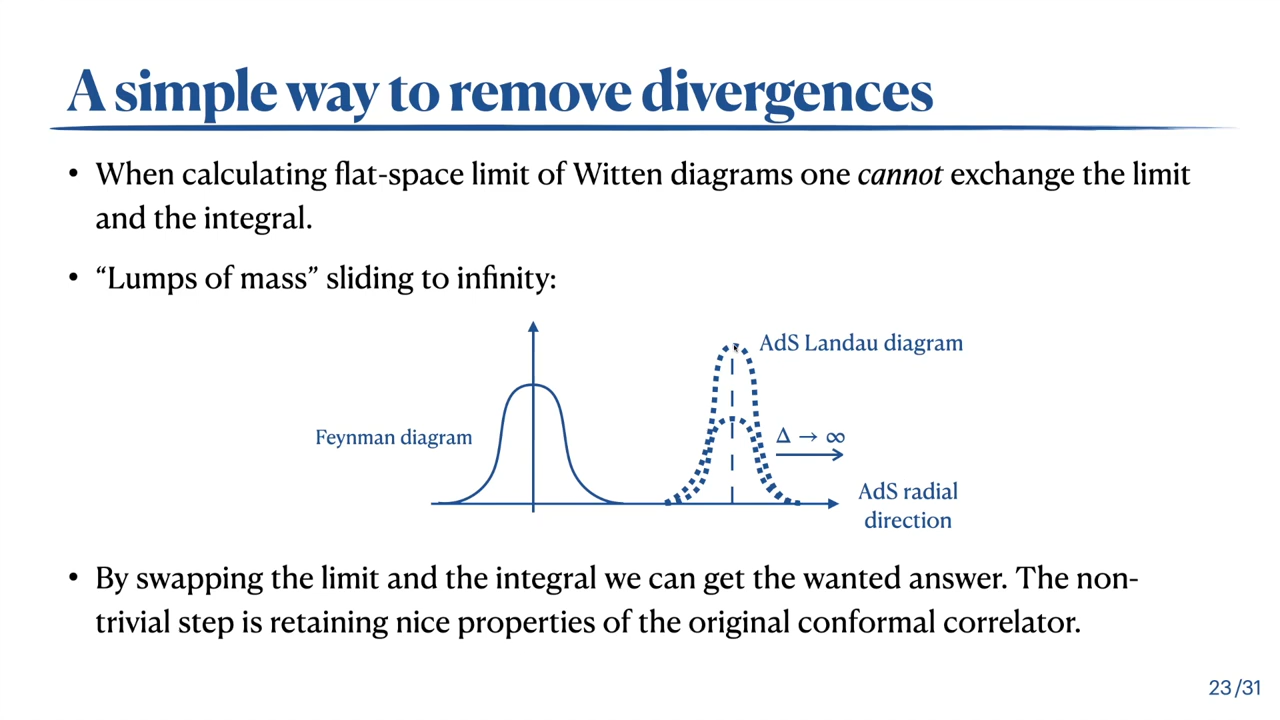 A simple way to remove divergences
• When calculating flat-space limit of Witten diagrams one cannot exchange the limit
and the integral.
• “Lumps of mass” sliding to infinity:
AdS Landau diagram
Feynman diagram
Δ → ∞
AdS radial
direction
• By swapping the limit and the integral we can get the wanted answer. The non-
trivial step is retaining nice properties of the original conformal correlator.
23/31